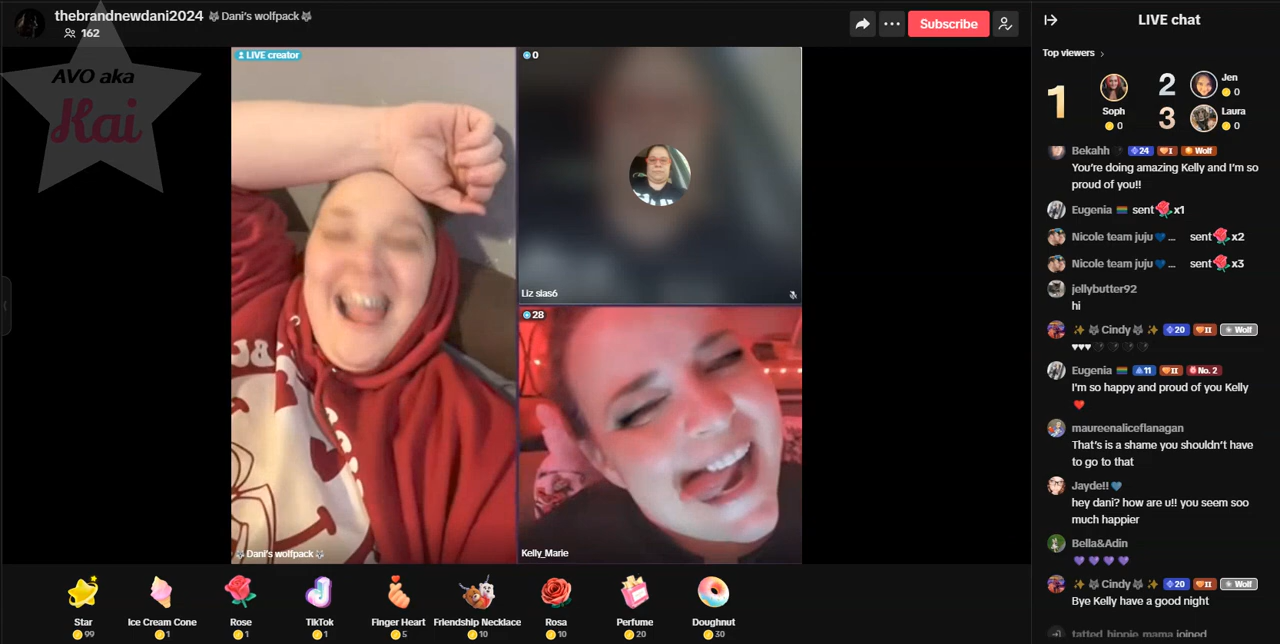 thebrandnewdani2024 🐺Dani's wolfpack🐺
162
Subscribe
AVO aka
Kai
LIVE creator
0
Liz slas6
28
🐺Dani's wolfpack🐺
Kelly_Marie
Star
99
Ice Cream Cone
1
Rose
1
TikTok
1
Finger Heart
5
Friendship Necklace
10
Rosa
10
Perfume
20
Doughnut
30
LIVE chat
Top viewers
1
Soph
0
2
Jen
0
3
Laura
0
Bekahh 24 I Wolf
You're doing amazing Kelly and I'm so
proud of you!!
Eugenia 🏳️‍🌈 sent x1
Nicole team juju💙 ... sent x2
Nicole team juju💙 ... sent x3
jellybutter92
hi
✨ 🐺Cindy🐺 ✨ 20 II Wolf
♥♥♥
Eugenia 🏳️‍🌈 11 II No. 2
I'm so happy and proud of you Kelly
❤️
maureenaliceflanagan
That's is a shame you shouldn't have
to go to that
Jayde!!💙
hey dani? how are u!! you seem soo
much happier
Bella&Adin
💜💜💜💜
✨ 🐺Cindy🐺 ✨ 20 II Wolf
Bye Kelly have a good night
tatted_hippie_mama joined